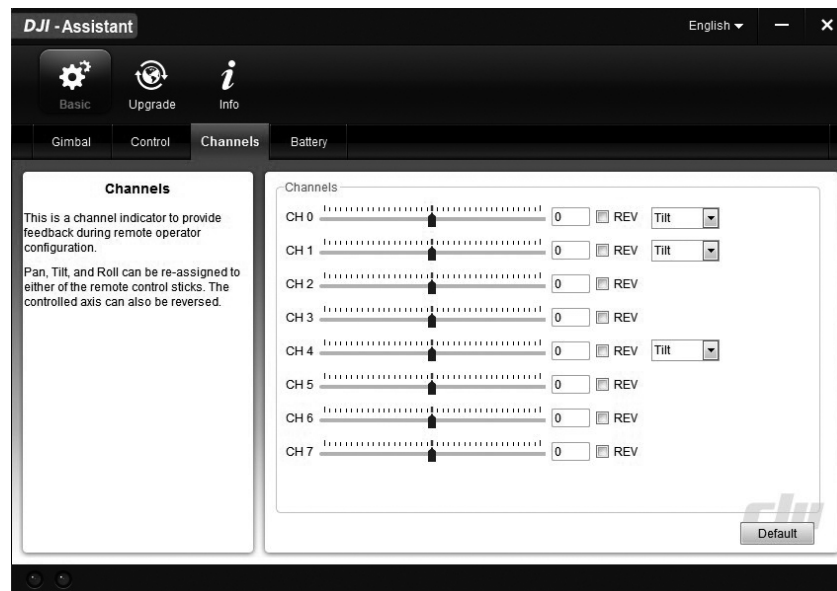 DJI - Assistant
English
Basic
Upgrade
Info
Gimbal
Control
Channels
Battery
Channels
This is a channel indicator to provide
feedback during remote operator
configuration.
Pan, Tilt, and Roll can be re-assigned to
either of the remote control sticks. The
controlled axis can also be reversed.
Channels
CH 0 0 REV Tilt
CH 1 0 REV Tilt
CH 2 0 REV
CH 3 0 REV
CH 4 0 REV Tilt
CH 5 0 REV
CH 6 0 REV
CH 7 0 REV
dji
Default